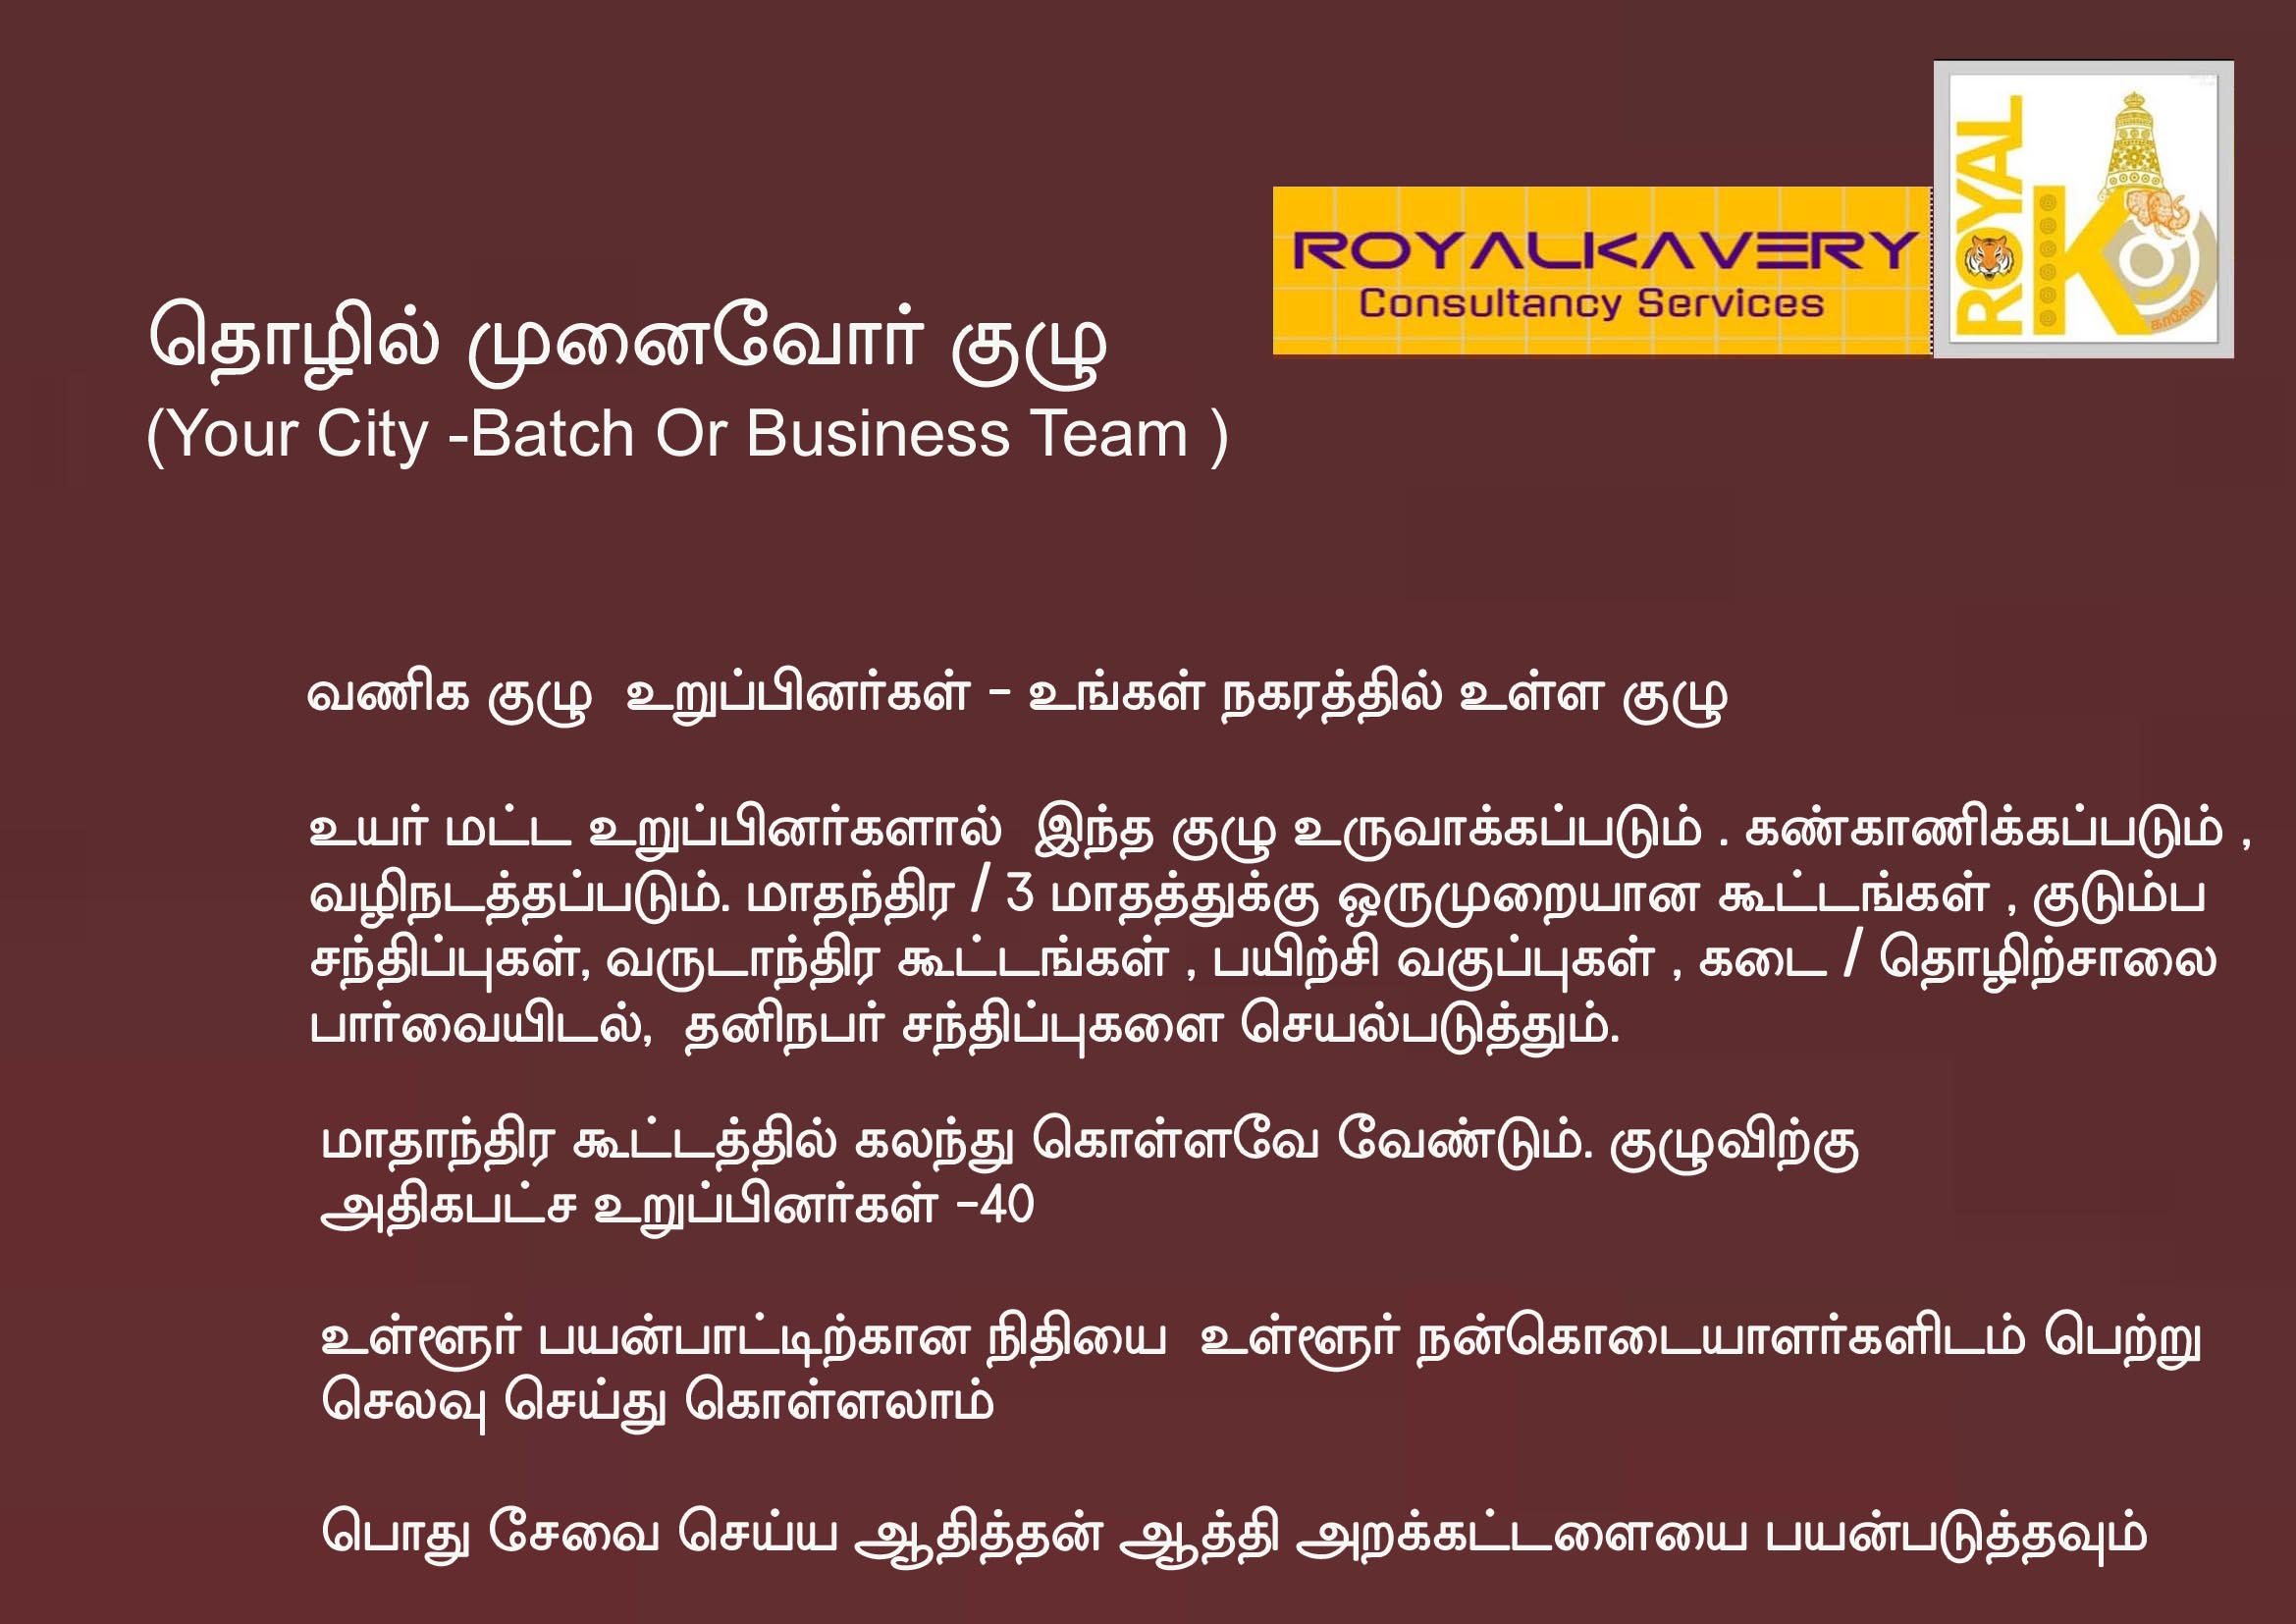 ROYAL
ROYALKAVERY
Consultancy Services
K
காவேரி
தொழில் முனைவோர் குழு
(Your City -Batch Or Business Team )
வணிக குழு உறுப்பினர்கள் - உங்கள் நகரத்தில் உள்ள குழு
உயர் மட்ட உறுப்பினர்களால் இந்த குழு உருவாக்கப்படும் . கண்காணிக்கப்படும் ,
வழிநடத்தப்படும். மாதந்திர / 3 மாதத்துக்கு ஒருமுறையான கூட்டங்கள் , குடும்ப
சந்திப்புகள், வருடாந்திர கூட்டங்கள் , பயிற்சி வகுப்புகள் , கடை / தொழிற்சாலை
பார்வையிடல், தனிநபர் சந்திப்புகளை செயல்படுத்தும்.
மாதாந்திர கூட்டத்தில் கலந்து கொள்ளவே வேண்டும். குழுவிற்கு
அதிகபட்ச உறுப்பினர்கள் -40
உள்ளூர் பயன்பாட்டிற்கான நிதியை உள்ளூர் நன்கொடையாளர்களிடம் பெற்று
செலவு செய்து கொள்ளலாம்
பொது சேவை செய்ய ஆதித்தன் ஆத்தி அறக்கட்டளையை பயன்படுத்தவும்